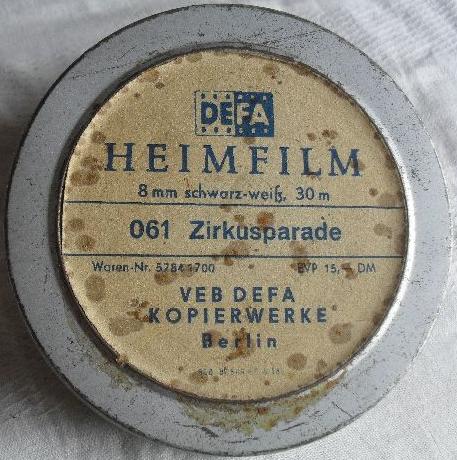 DEFA
HEIMFILM
8 mm schwarz-weiß, 30 m
061 Zirkusparade
Waren-Nr. 57841700 EVP 15,– DM
VEB DEFA
KOPIERWERKE
Berlin